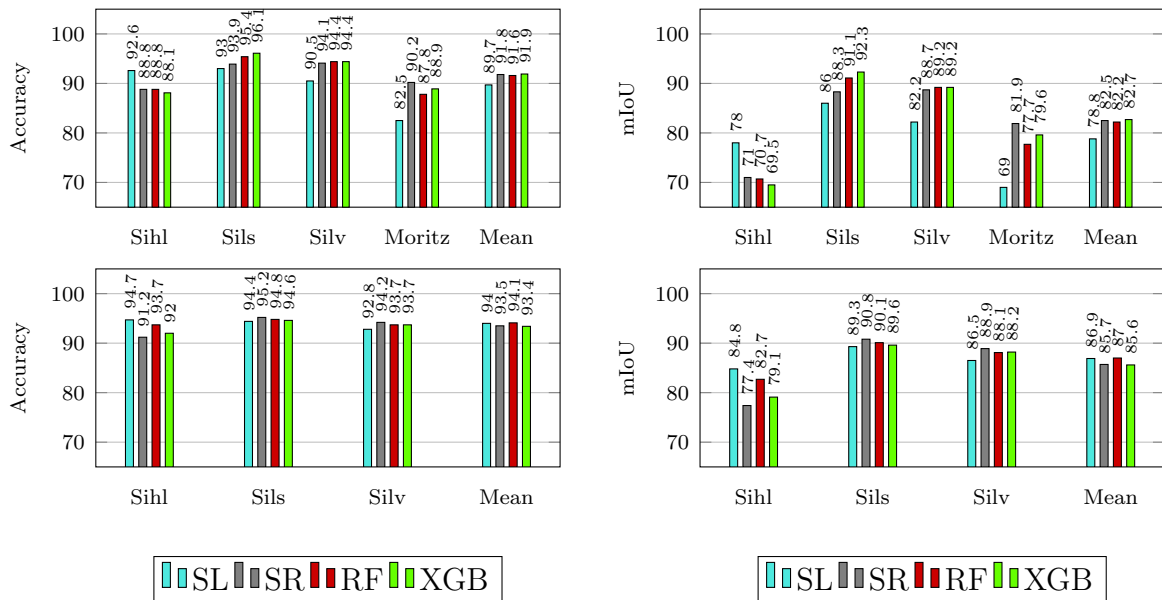 Accuracy
100
90
80
70
92.6 88.8 88.8 88.1
93 93.9 95.4 96.1
90.5 94.1 94.4 94.4
82.5 90.2 87.8 88.9
89.7 91.8 91.6 91.9
Sihl Sils Silv Moritz Mean
mIoU
100
90
80
70
78 71 70.7 69.5
86 88.3 91.1 92.3
82.2 88.7 89.2 89.2
69 81.9 77.7 79.6
78.8 82.5 82.2 82.7
Sihl Sils Silv Moritz Mean
Accuracy
100
90
80
70
94.7 91.2 93.7 92
94.4 95.2 94.8 94.6
92.8 94.2 93.7 93.7
94 93.5 94.1 93.4
Sihl Sils Silv Mean
mIoU
100
90
80
70
84.8 77.4 82.7 79.1
89.3 90.8 90.1 89.6
86.5 88.9 88.1 88.2
86.9 85.7 87 85.6
Sihl Sils Silv Mean
SL SR RF XGB
SL SR RF XGB